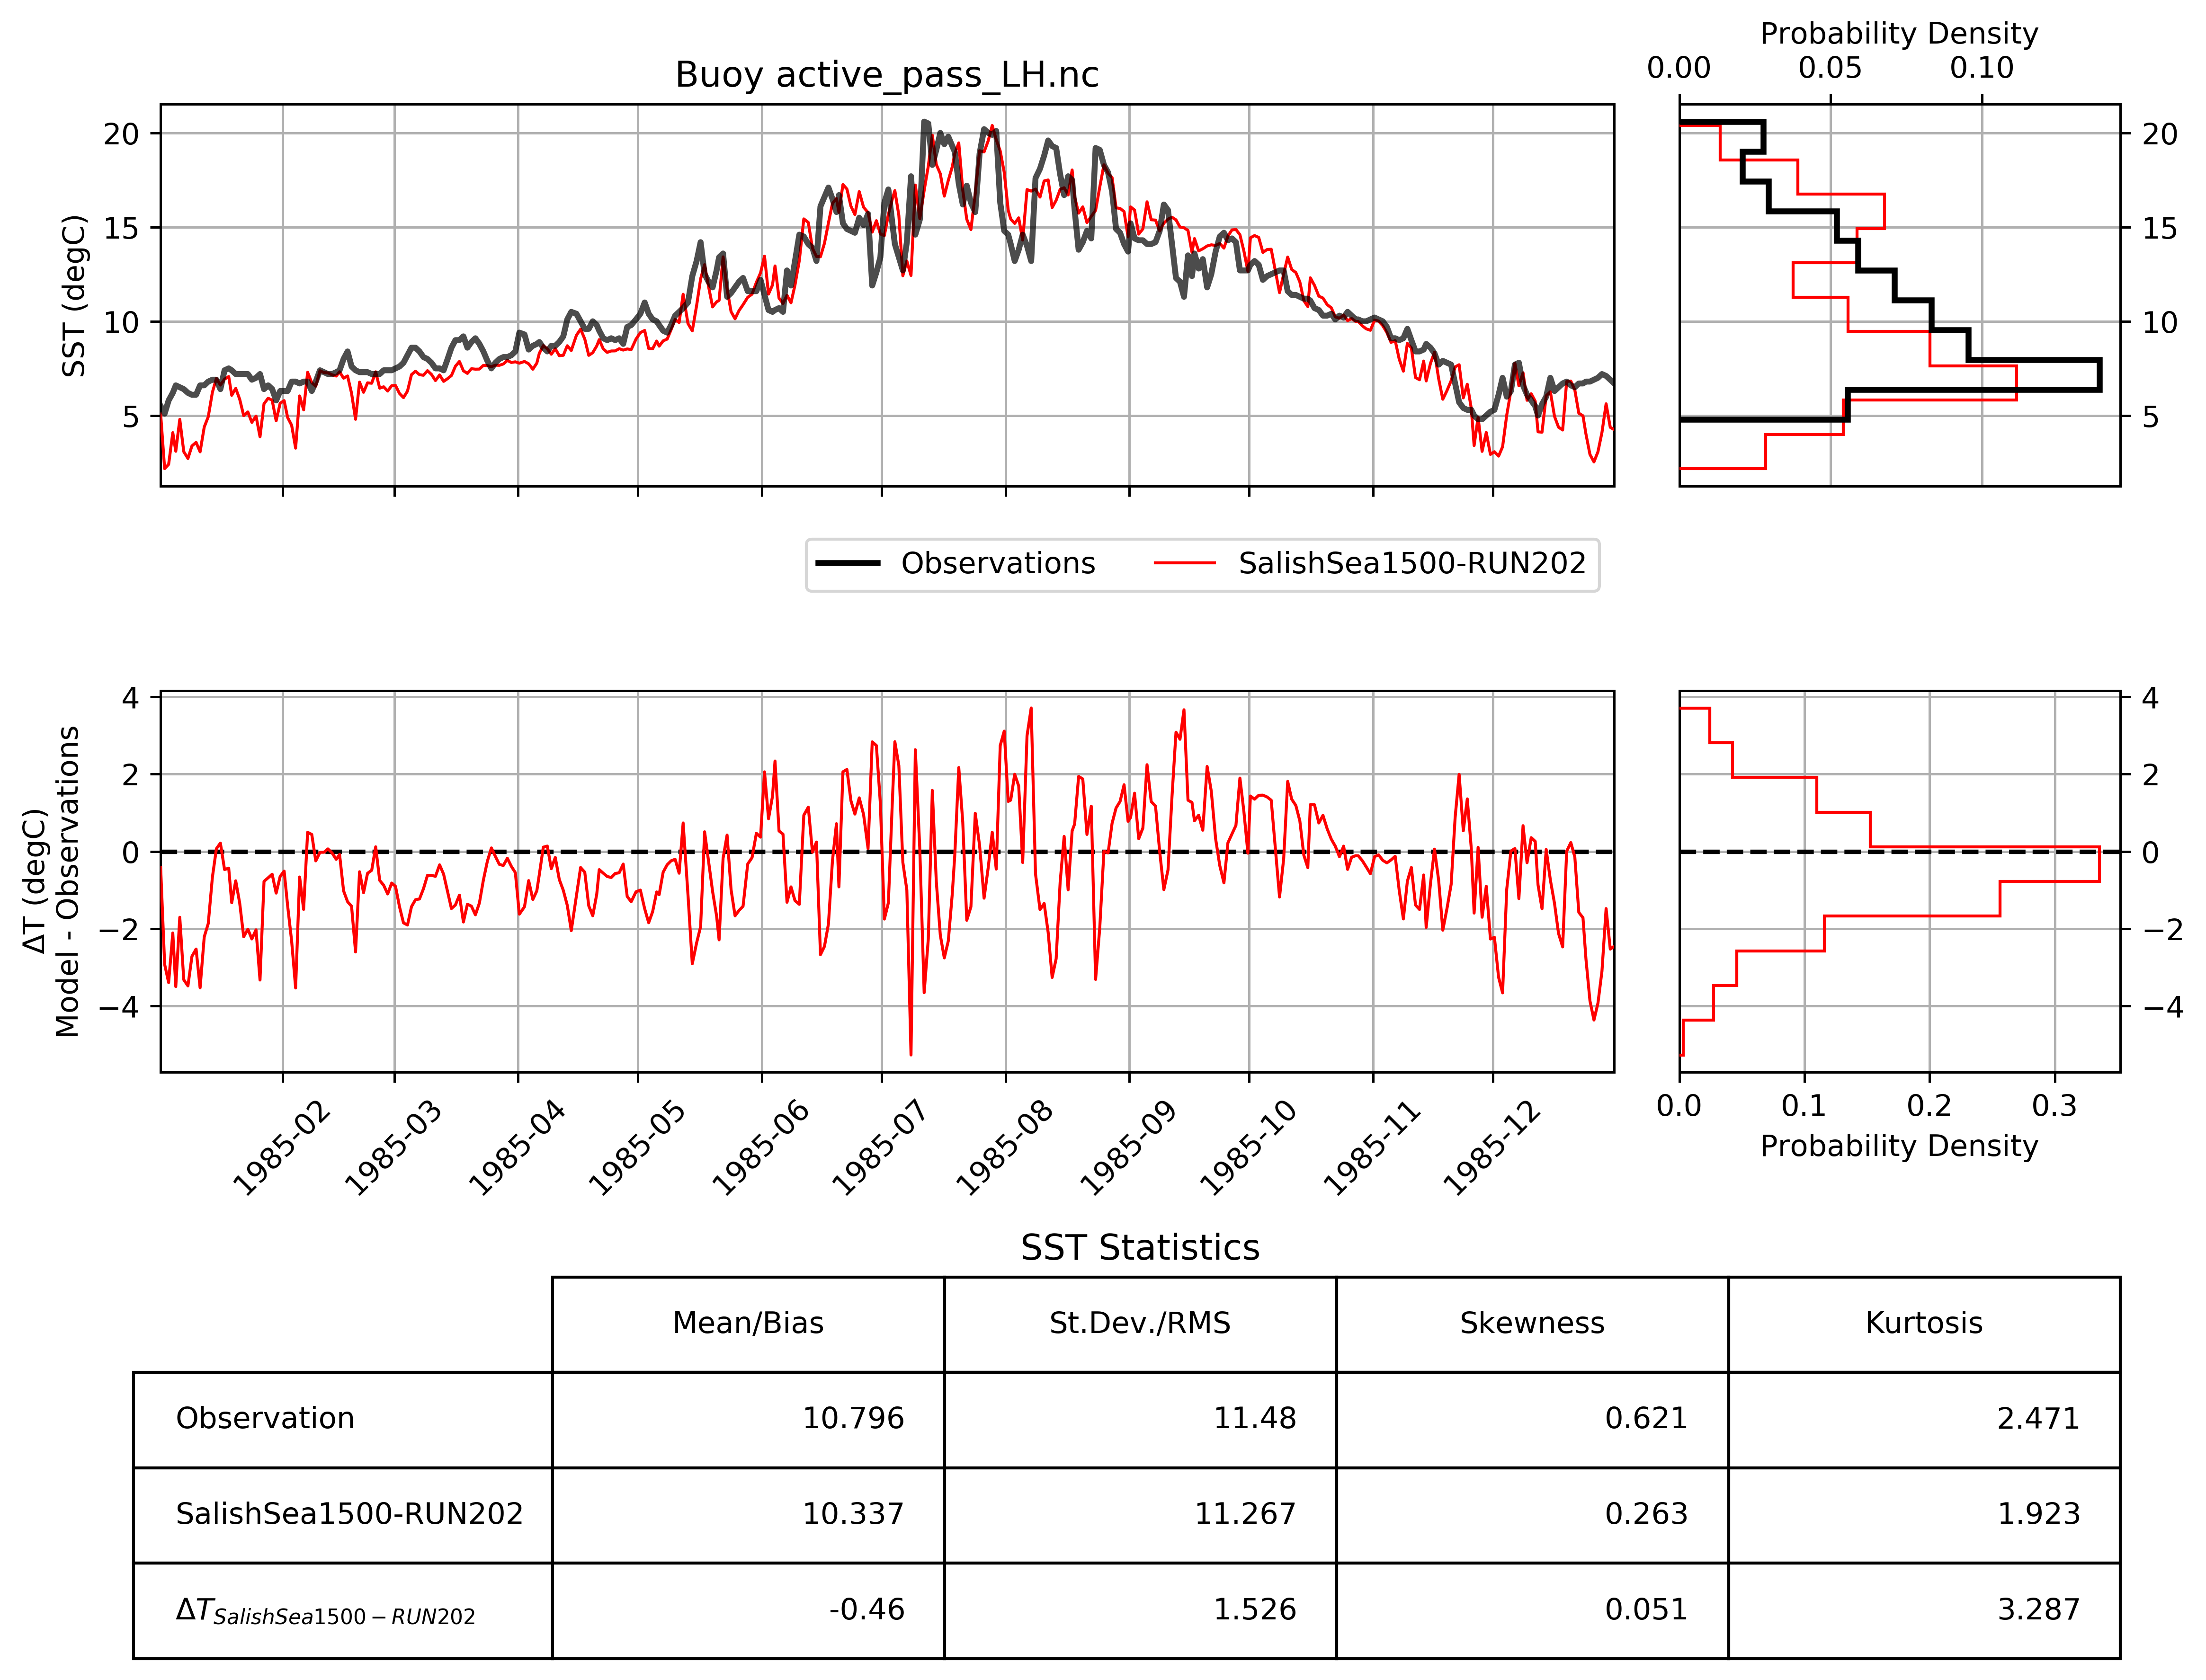 Probability Density
0.00 0.05 0.10
Buoy active_pass_LH.nc
SST (degC)
20
15
10
5
20
15
10
5
Observations SalishSea1500-RUN202
ΔT (degC)
Model - Observations
4
2
0
−2
−4
4
2
0
−2
−4
1985-02 1985-03 1985-04 1985-05 1985-06 1985-07 1985-08 1985-09 1985-10 1985-11 1985-12
0.0 0.1 0.2 0.3
Probability Density
SST Statistics
Mean/Bias St.Dev./RMS Skewness Kurtosis
Observation 10.796 11.48 0.621 2.471
SalishSea1500-RUN202 10.337 11.267 0.263 1.923
ΔT SalishSea1500−RUN202 -0.46 1.526 0.051 3.287